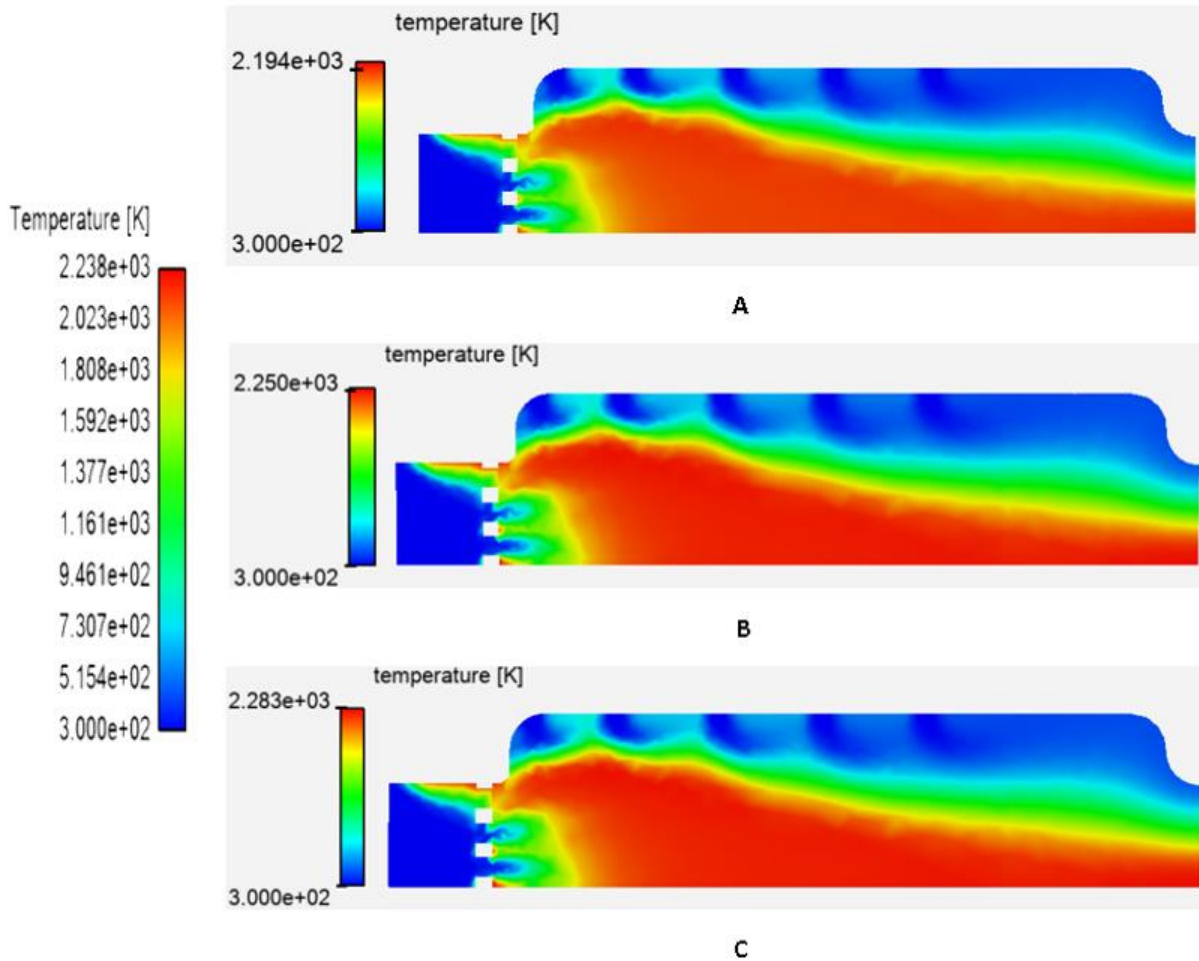 temperature [K]
2.194e+03
3.000e+02
A
Temperature [K]
2.238e+03
2.023e+03
1.808e+03
1.592e+03
1.377e+03
1.161e+03
9.461e+02
7.307e+02
5.154e+02
3.000e+02
temperature [K]
2.250e+03
3.000e+02
B
temperature [K]
2.283e+03
3.000e+02
C